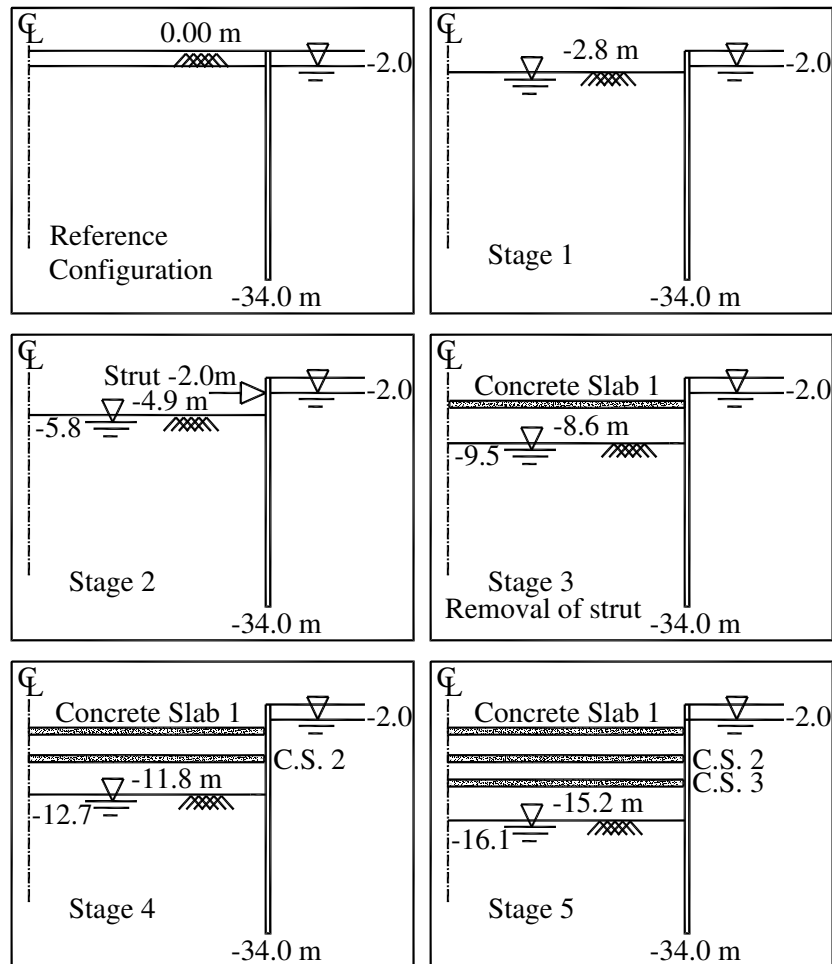 ℄
0.00 m
-2.0
Reference
Configuration
-34.0 m
℄
-2.8 m
-2.0
Stage 1
-34.0 m
℄
Strut -2.0m
-4.9 m
-2.0
-5.8
Stage 2
-34.0 m
℄
Concrete Slab 1
-2.0
-8.6 m
-9.5
Stage 3
Removal of strut
-34.0 m
℄
Concrete Slab 1
-2.0
C.S. 2
-11.8 m
-12.7
Stage 4
-34.0 m
℄
Concrete Slab 1
-2.0
C.S. 2
C.S. 3
-15.2 m
-16.1
Stage 5
-34.0 m